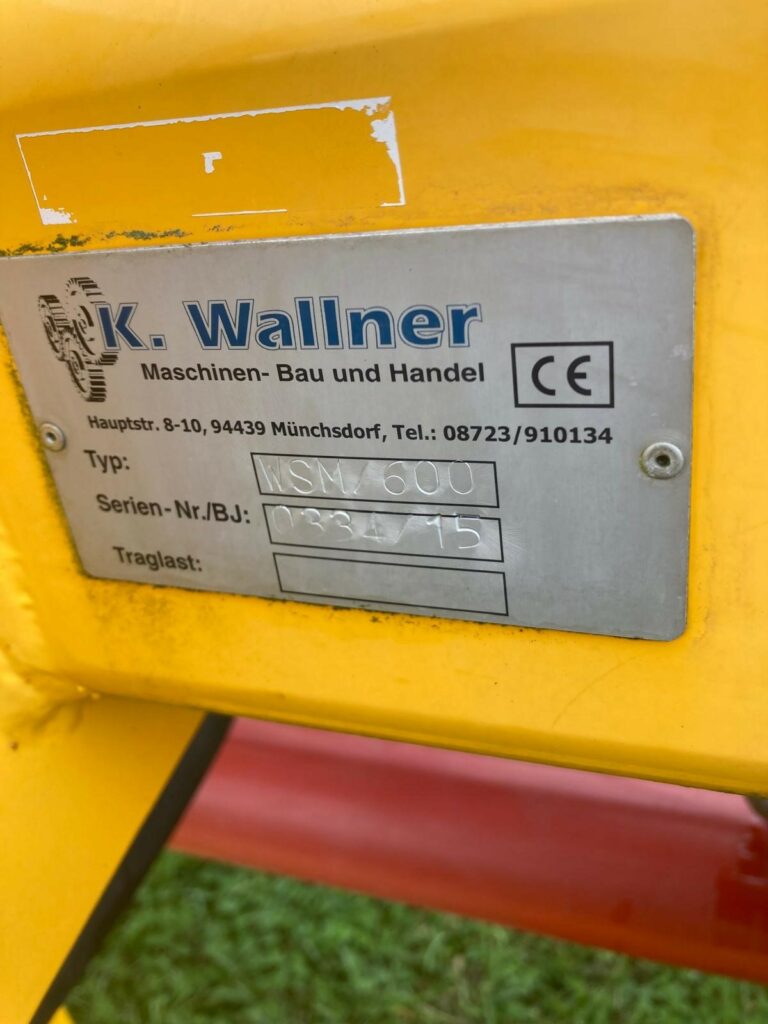 K. Wallner
Maschinen- Bau und Handel
CE
Hauptstr. 8-10, 94439 Münchsdorf, Tel.: 08723/910134
Typ: WSM/600
Serien-Nr./BJ: 0334/15
Traglast: